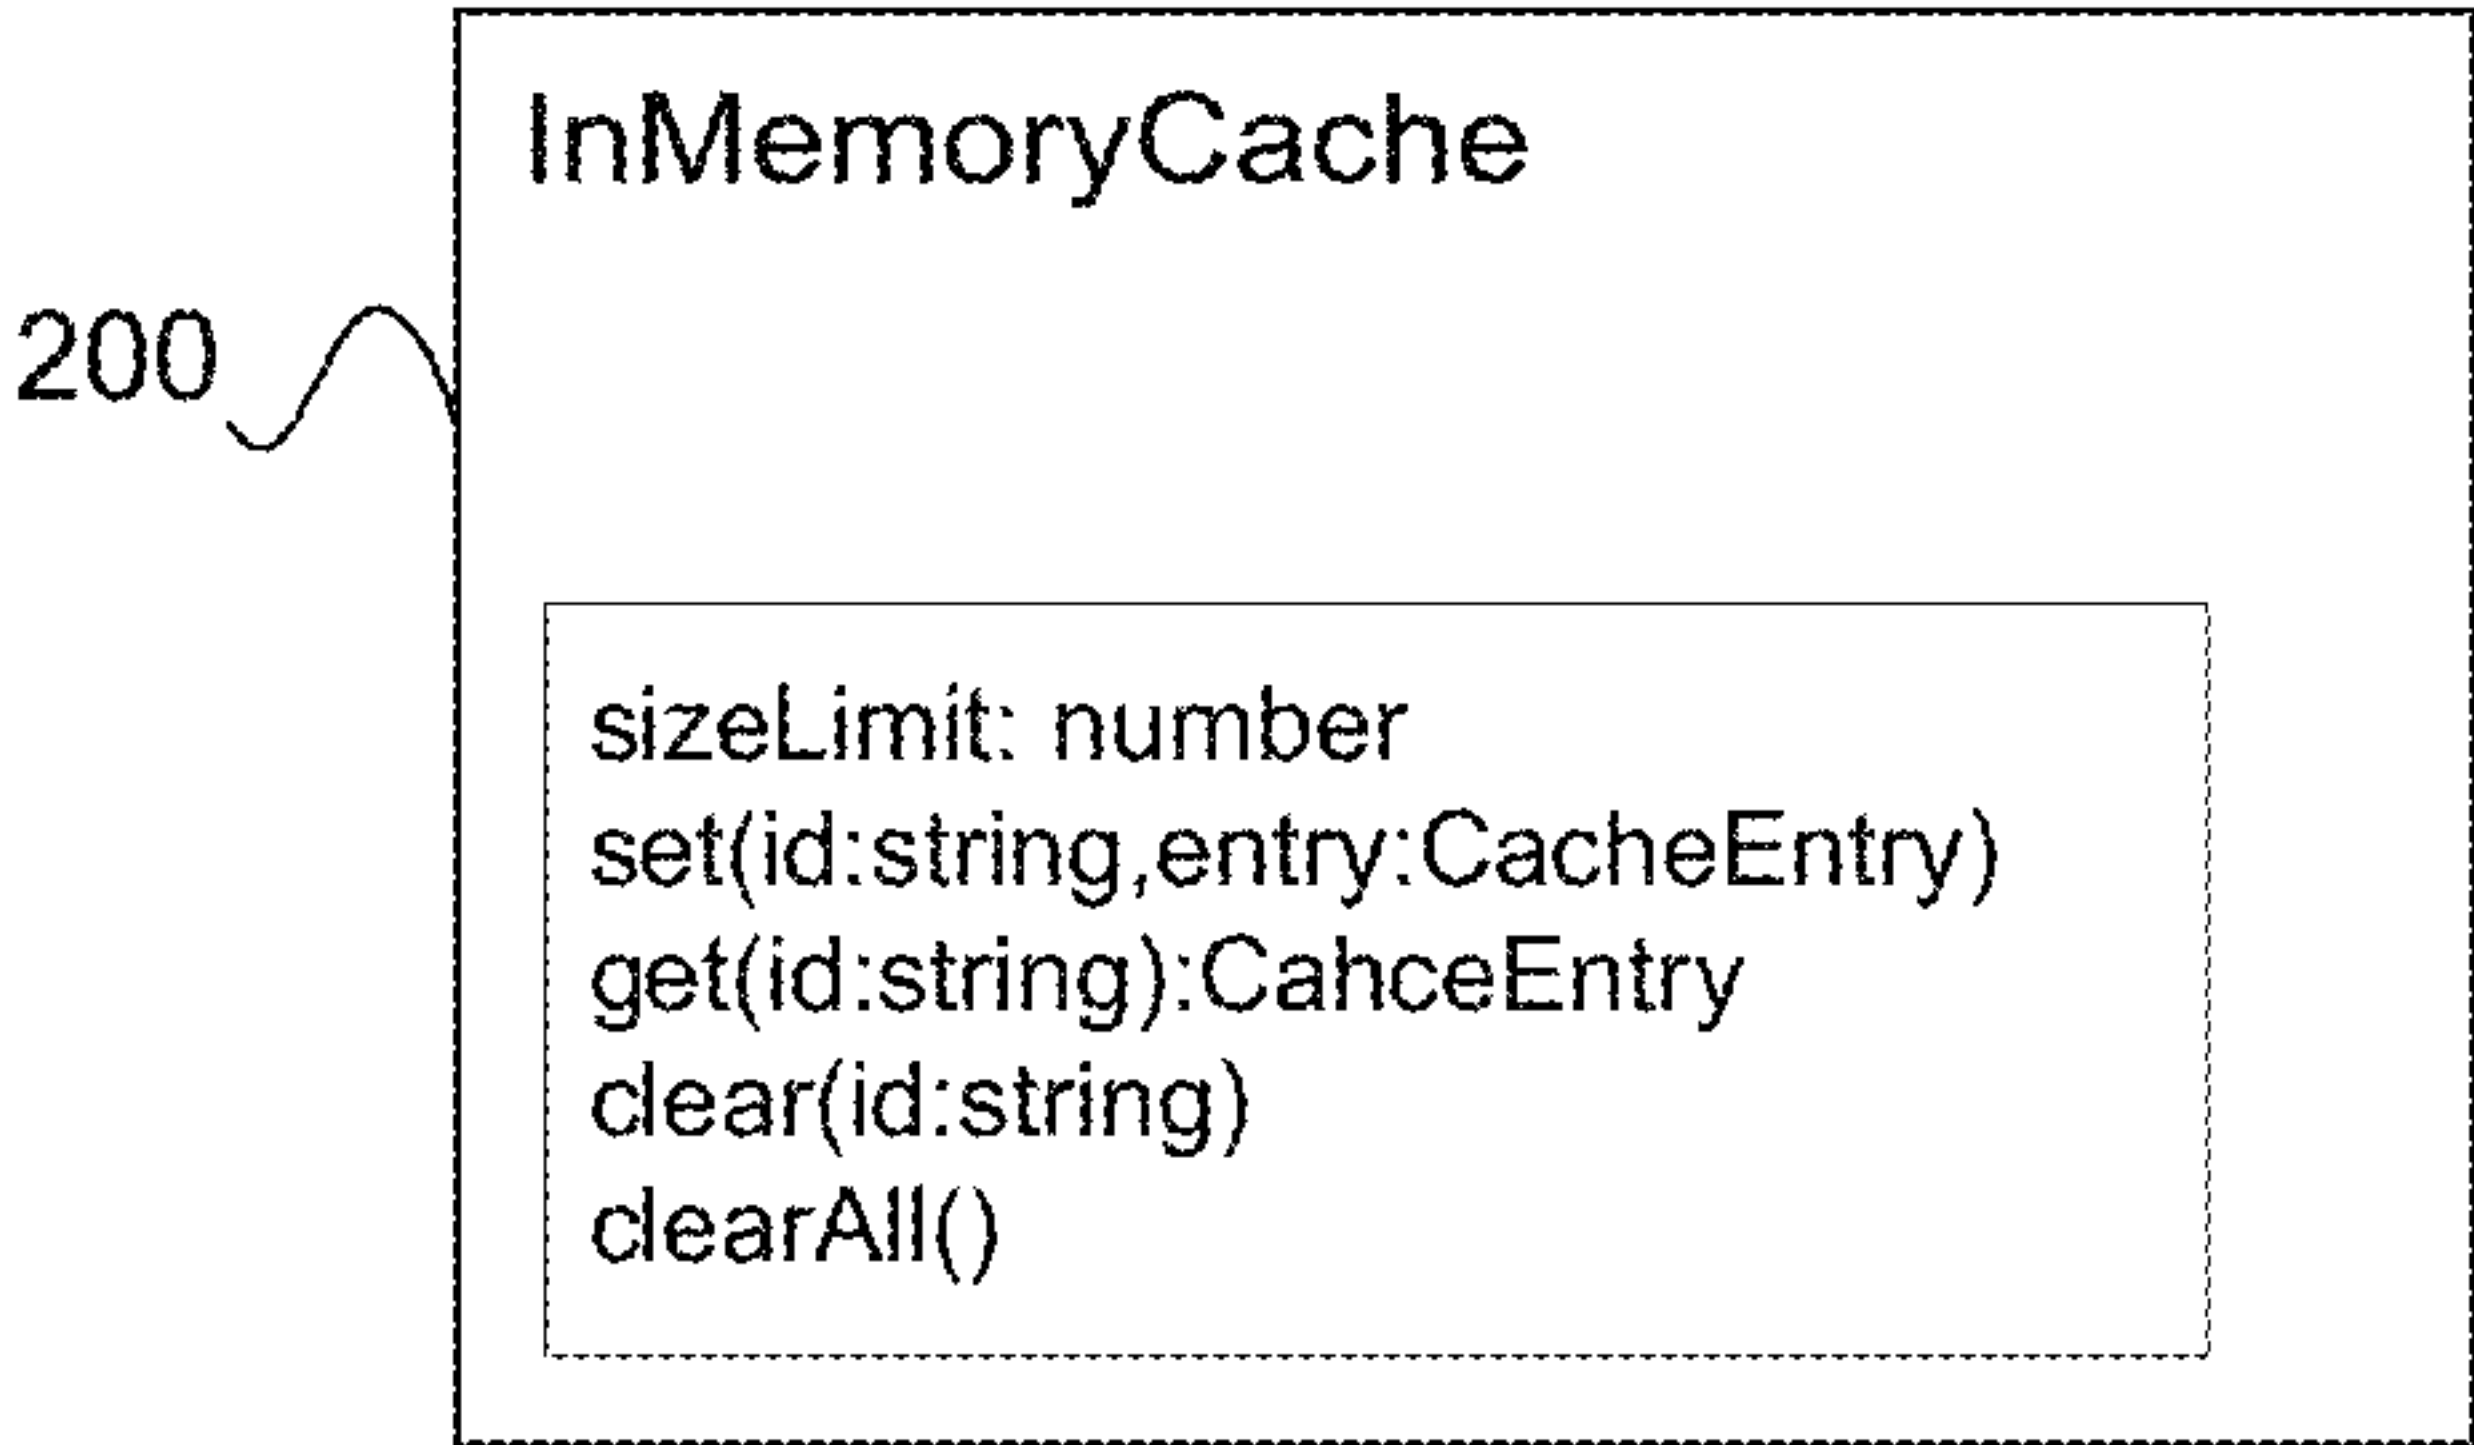 InMemoryCache
200
sizeLimit: number
set(id:string,entry:CacheEntry)
get(id:string):CahceEntry
clear(id:string)
clearAll()